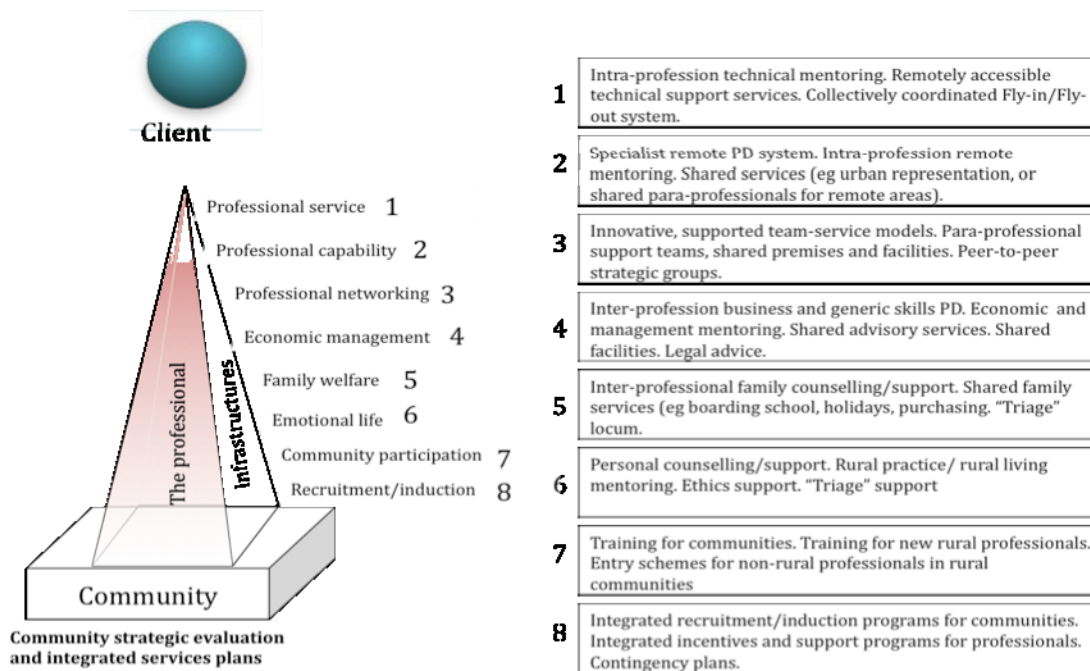 Client
Professional service 1
Professional capability 2
Professional networking 3
Economic management 4
Family welfare 5
Emotional life 6
Community participation 7
Recruitment/induction 8
The professional
Infrastructures
Community
Community strategic evaluation
and integrated services plans
1
Intra-profession technical mentoring. Remotely accessible
technical support services. Collectively coordinated Fly-in/Fly-
out system.
2
Specialist remote PD system. Intra-profession remote
mentoring. Shared services (eg urban representation, or
shared para-professionals for remote areas).
3
Innovative, supported team-service models. Para-professional
support teams, shared premises and facilities. Peer-to-peer
strategic groups.
4
Inter-profession business and generic skills PD. Economic and
management mentoring. Shared advisory services. Shared
facilities. Legal advice.
5
Inter-professional family counselling/support. Shared family
services (eg boarding school, holidays, purchasing. “Triage”
locum.
6
Personal counselling/support. Rural practice/ rural living
mentoring. Ethics support. “Triage” support
7
Training for communities. Training for new rural professionals.
Entry schemes for non-rural professionals in rural
communities
8
Integrated recruitment/induction programs for communities.
Integrated incentives and support programs for professionals.
Contingency plans.